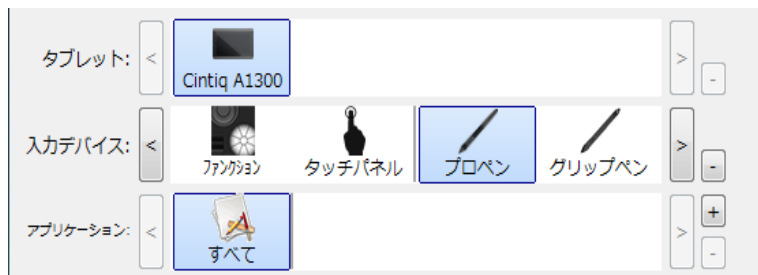 タブレット: < Cintiq A1300 > -
入力デバイス: < ファンクション タッチパネル プロペン グリップペン > -
アプリケーション: < すべて > + -